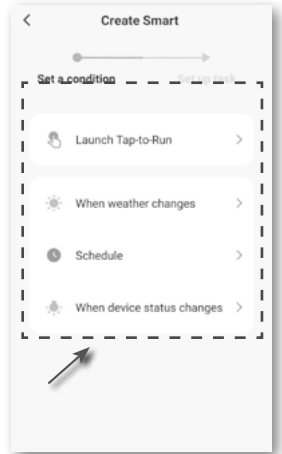 Create Smart
Set a condition Set up task
Launch Tap-to-Run
When weather changes
Schedule
When device status changes